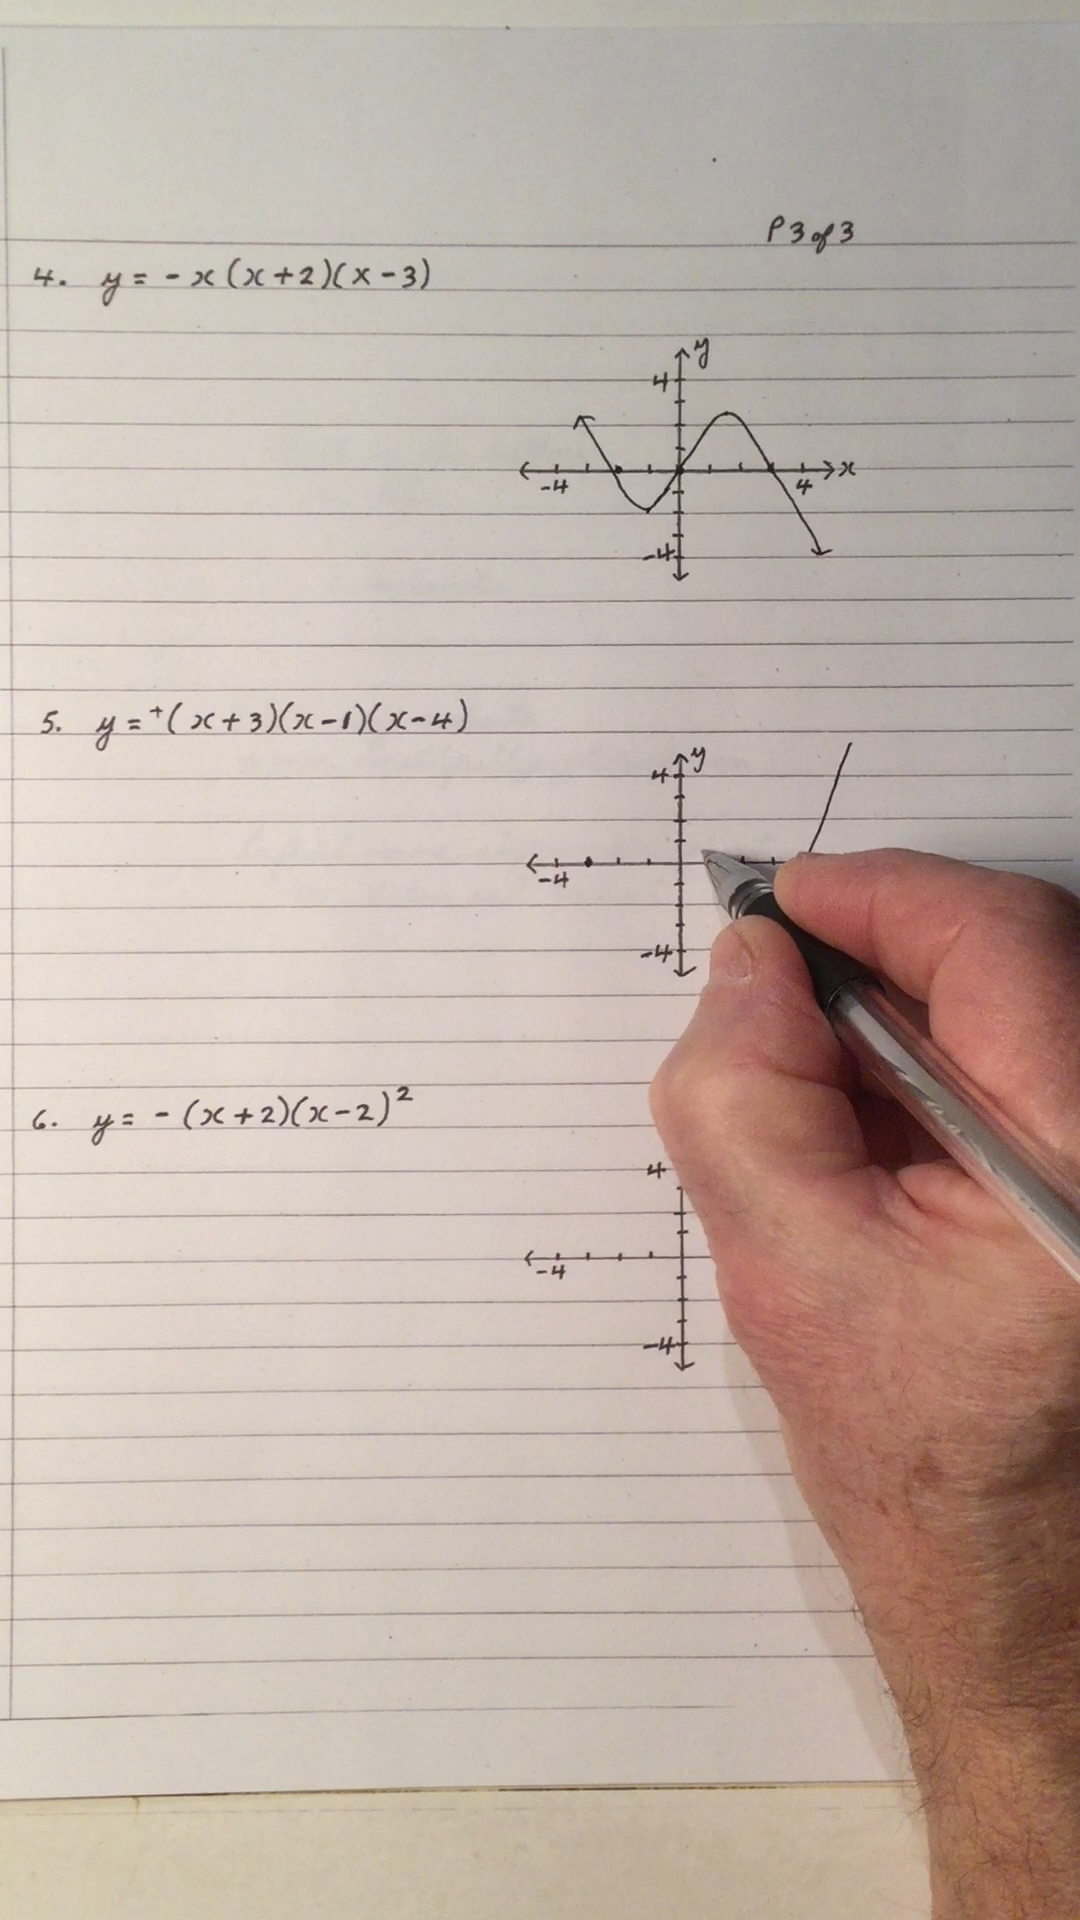 P 3 of 3
4. y = - x (x+2)(x-3)
y
4
x
-4
4
-4
5. y = +(x+3)(x-1)(x-4)
y
4
-4
-4
6. y = - (x+2)(x-2)²
4
-4
-4